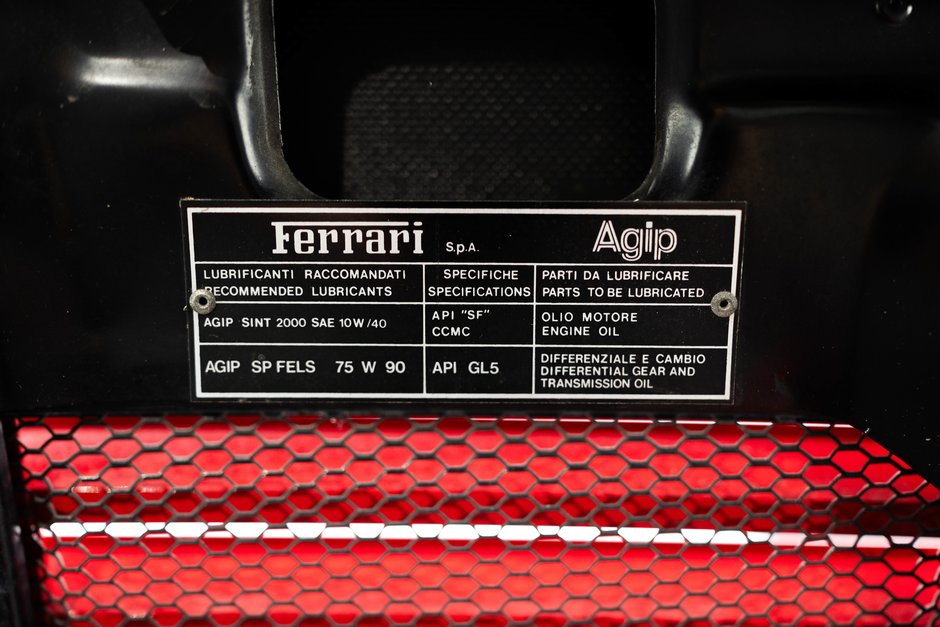 Ferrari S.p.A. Agip
LUBRIFICANTI RACCOMANDATI
RECOMMENDED LUBRICANTS
SPECIFICHE
SPECIFICATIONS
PARTI DA LUBRIFICARE
PARTS TO BE LUBRICATED
AGIP SINT 2000 SAE 10W/40
API "SF"
CCMC
OLIO MOTORE
ENGINE OIL
AGIP SP FELS 75 W 90
API GL5
DIFFERENZIALE E CAMBIO
DIFFERENTIAL GEAR AND
TRANSMISSION OIL